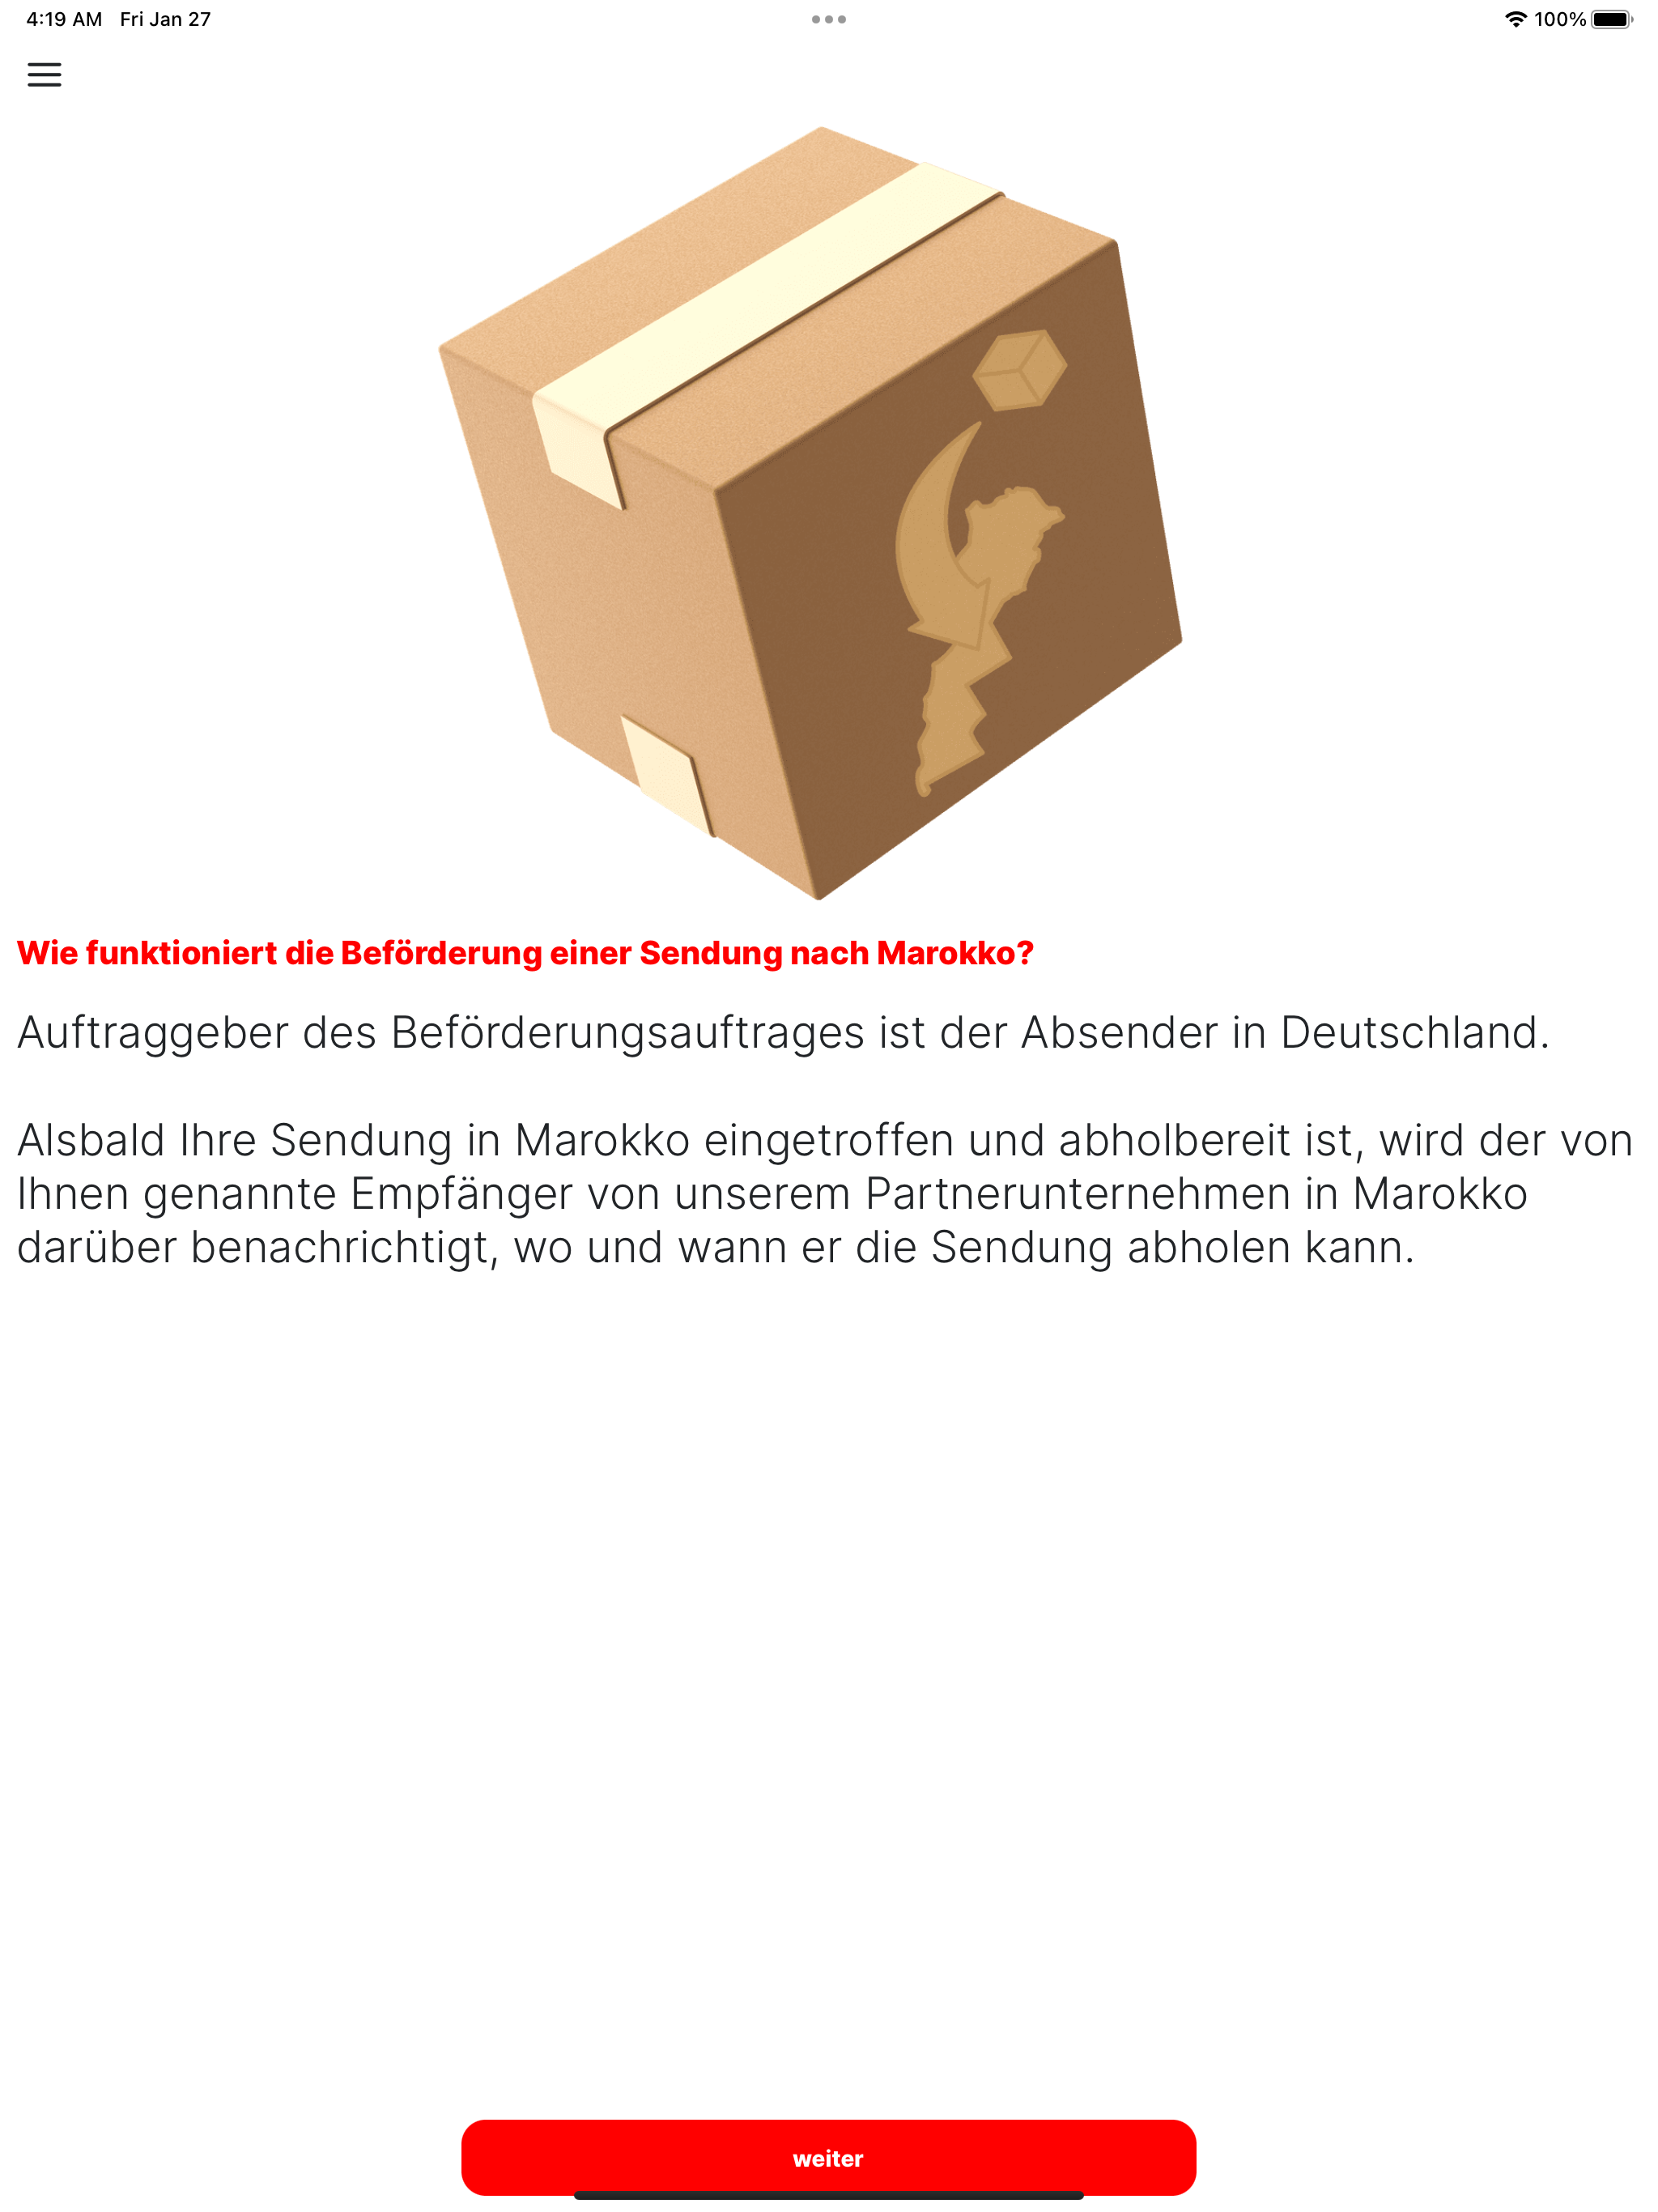 4:19 AM Fri Jan 27
100%
Wie funktioniert die Beförderung einer Sendung nach Marokko?
Auftraggeber des Beförderungsauftrages ist der Absender in Deutschland.
Alsbald Ihre Sendung in Marokko eingetroffen und abholbereit ist, wird der von
Ihnen genannte Empfänger von unserem Partnerunternehmen in Marokko
darüber benachrichtigt, wo und wann er die Sendung abholen kann.
weiter